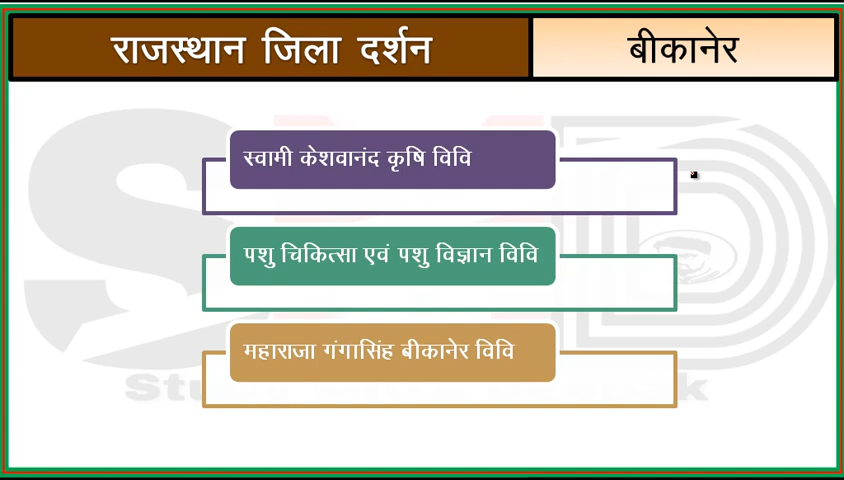 राजस्थान जिला दर्शन
बीकानेर
स्वामी केशवानंद कृषि विवि
पशु चिकित्सा एवं पशु विज्ञान विवि
महाराजा गंगासिंह बीकानेर विवि